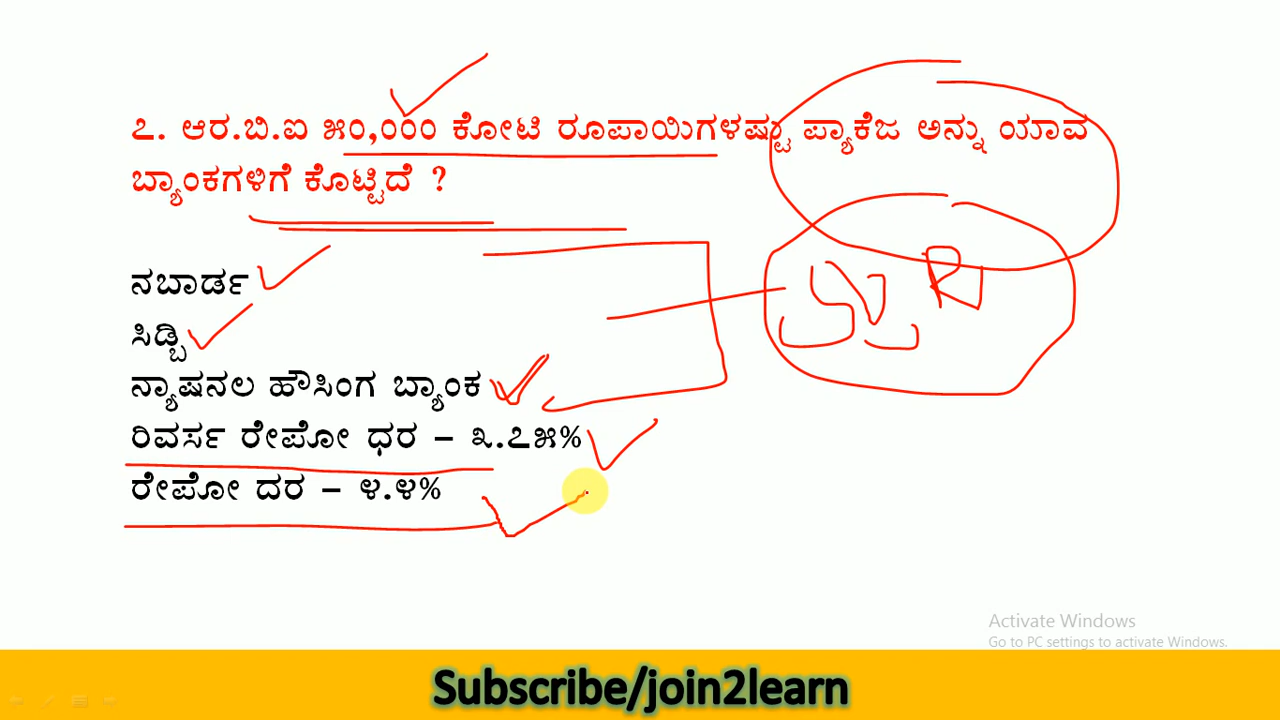 ೭. ಆರ.ಬಿ.ಐ ೫೦,೦೦೦ ಕೋಟಿ ರೂಪಾಯಿಗಳಷ್ಟು ಪ್ಯಾಕೆಜ ಅನ್ನು ಯಾವ
ಬ್ಯಾಂಕಗಳಿಗೆ ಕೊಟ್ಟಿದೆ ?
ನಬಾರ್ಡ
ಸಿಡ್ಬಿ
ನ್ಯಾಷನಲ ಹೌಸಿಂಗ ಬ್ಯಾಂಕ
ರಿವರ್ಸ ರೇಪೋ ಧರ – ೩.೭೫%
ರೇಪೋ ದರ – ೪.೪%
Activate Windows
Go to PC settings to activate Windows.
Subscribe/join2learn